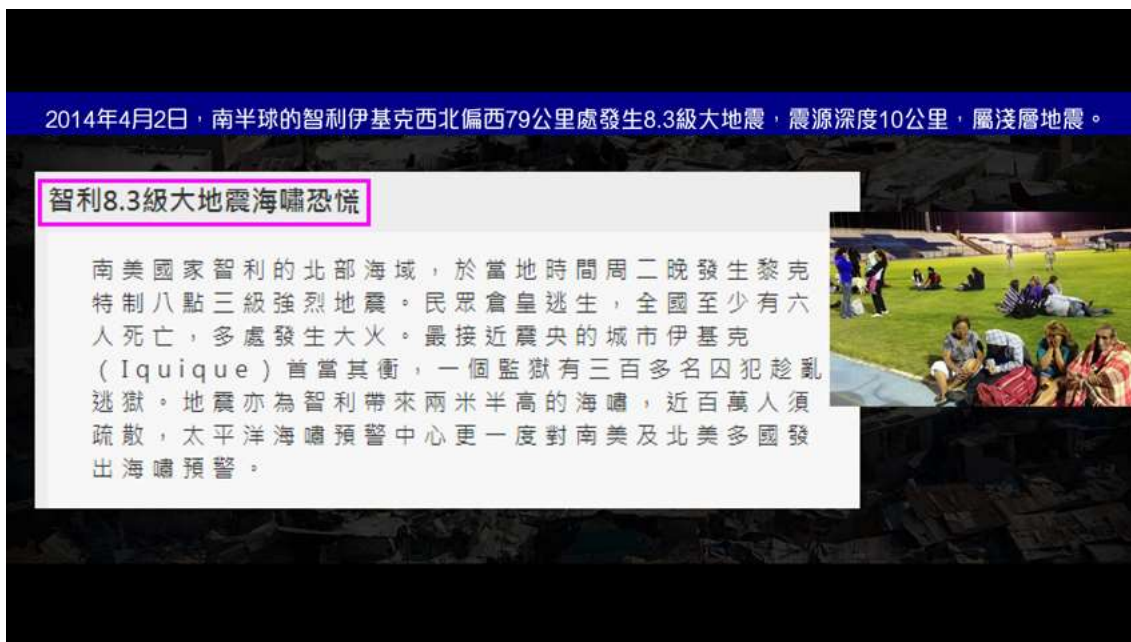 2014年4月2日，南半球的智利伊基克西北偏西79公里處發生8.3級大地震，震源深度10公里，屬淺層地震。
智利8.3級大地震海嘯恐慌
南美國家智利的北部海域，於當地時間周二晚發生黎克
特制八點三級強烈地震。民眾倉皇逃生，全國至少有六
人死亡，多處發生大火。最接近震央的城市伊基克
(Iquique)首當其衝，一個監獄有三百多名囚犯趁亂
逃獄。地震亦為智利帶來兩米半高的海嘯，近百萬人須
疏散，太平洋海嘯預警中心更一度對南美及北美多國發
出海嘯預警。